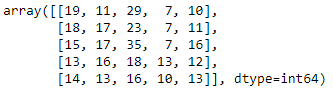 array([[19, 11, 29,  7, 10],
       [18, 17, 23,  7, 11],
       [15, 17, 35,  7, 16],
       [13, 16, 18, 13, 12],
       [14, 13, 16, 10, 13]], dtype=int64)